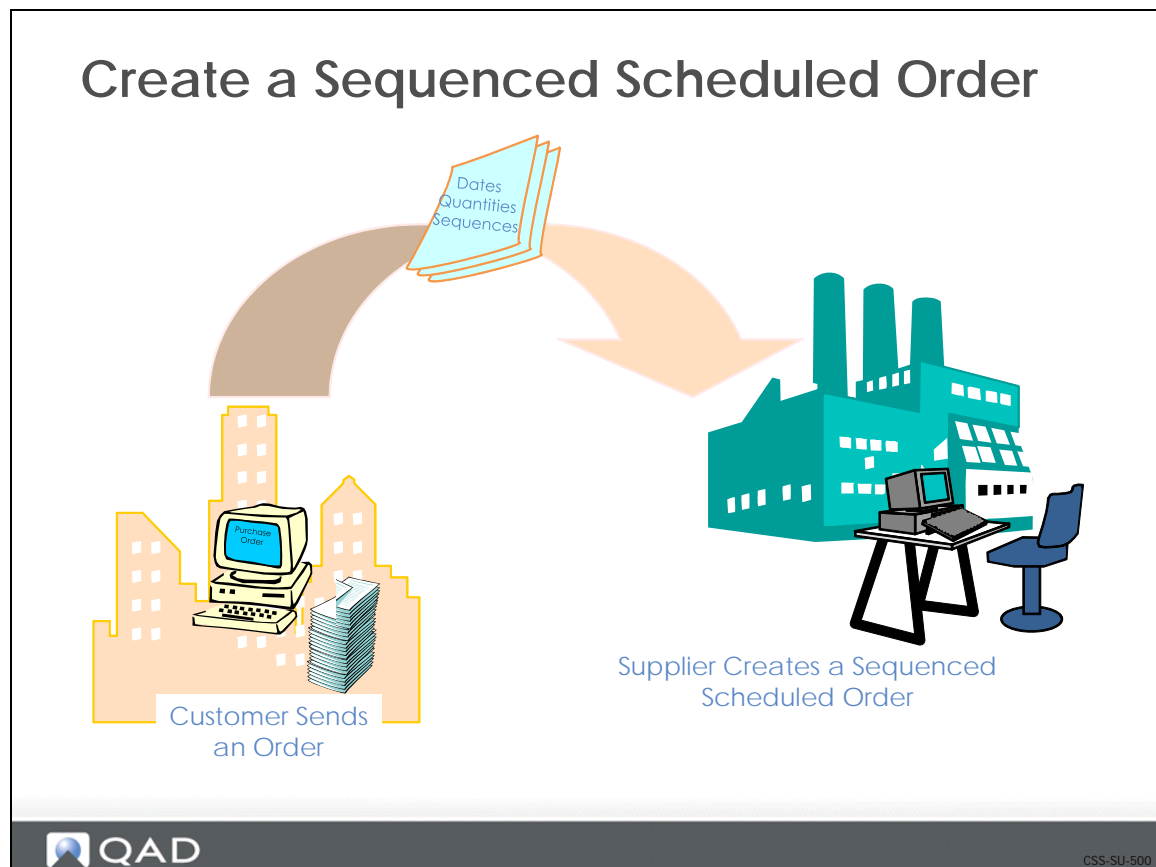 Create a Sequenced Scheduled Order
Dates
Quantities
Sequences
Purchase
Order
Supplier Creates a Sequenced
Scheduled Order
Customer Sends
an Order
QAD
CSS-SU-500